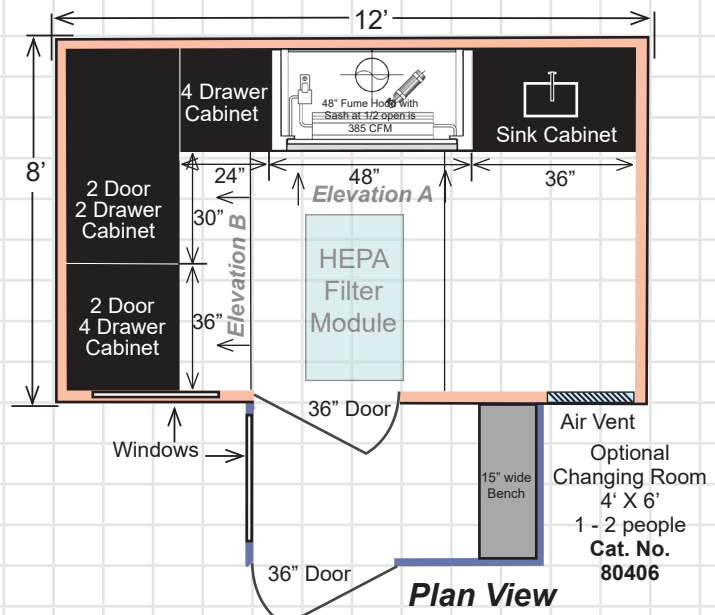 12'
8'
4 Drawer
Cabinet
48" Fume Hood with
Sash at 1/2 open is
385 CFM
Sink Cabinet
24"
48"
36"
Elevation A
2 Door
2 Drawer
Cabinet
30"
Elevation B
HEPA
Filter
Module
2 Door
4 Drawer
Cabinet
36"
36" Door
Air Vent
Windows
Optional
Changing Room
4' X 6'
1 - 2 people
Cat. No.
80406
15" wide
Bench
36" Door
Plan View